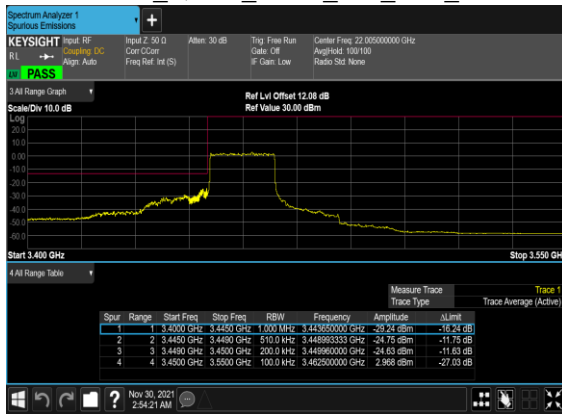 Spectrum Analyzer 1
Spurious Emissions
KEYSIGHT
RL
PASS
Input: RF
Coupling: DC
Align: Auto
Input Z: 50 Ω
Corr CCorr
Freq Ref: Int (S)
Atten: 30 dB
Trig: Free Run
Gate: Off
IF Gain: Low
Center Freq: 22.005000000 GHz
Avg|Hold: 100/100
Radio Std: None
3 All Range Graph
Ref Lvl Offset 12.08 dB
Scale/Div 10.0 dB
Ref Value 30.00 dBm
Log
20.0
10.0
0.00
-10.0
-20.0
-30.0
-40.0
-50.0
-60.0
Start 3.400 GHz
Stop 3.550 GH
4 All Range Table
Measure Trace Trace 1
Trace Type Trace Average (Active)
Spur Range Start Freq Stop Freq RBW Frequency Amplitude ΔLimit
1 1 3.4000 GHz 3.4450 GHz 1.000 MHz 3.443650000 GHz -29.24 dBm -16.24 dB
2 2 3.4450 GHz 3.4490 GHz 510.0 kHz 3.448993333 GHz -24.75 dBm -11.75 dB
3 3 3.4490 GHz 3.4500 GHz 200.0 kHz 3.449960000 GHz -24.63 dBm -11.63 dB
4 4 3.4500 GHz 3.5500 GHz 100.0 kHz 3.462500000 GHz 2.968 dBm -27.03 dB
?
Nov 30, 2021
2:54:21 AM